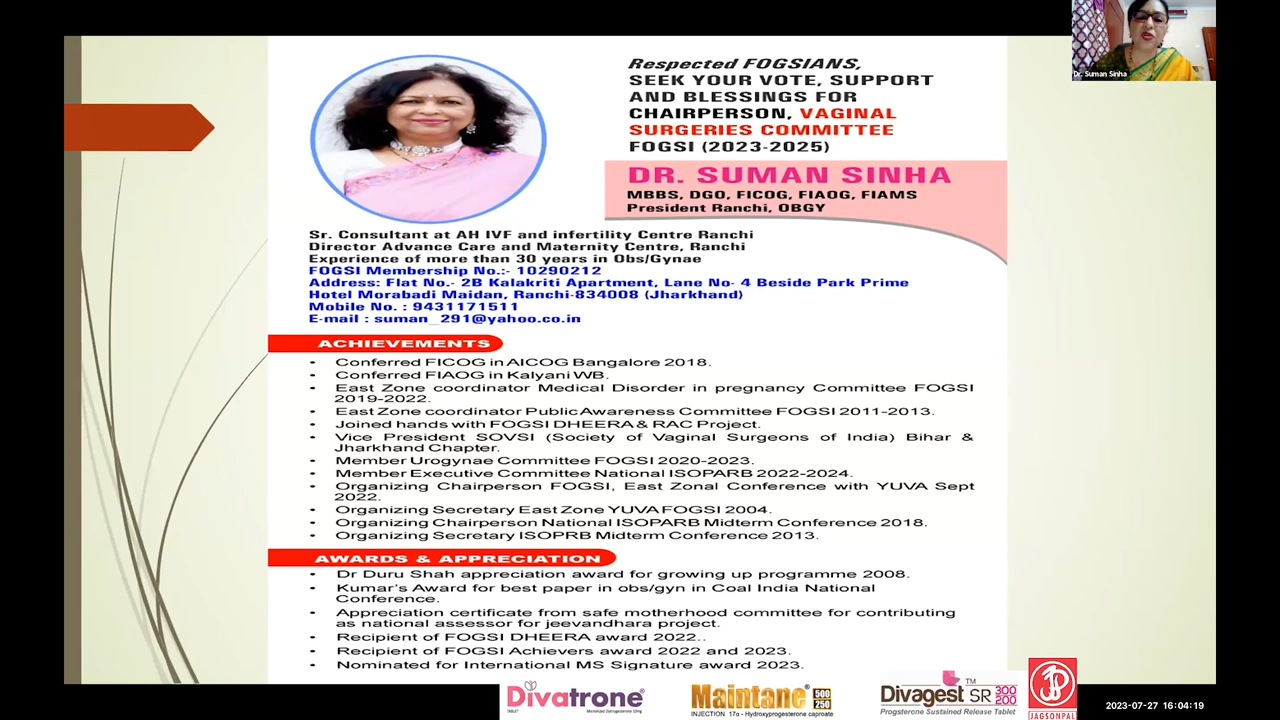 Dr. Suman Sinha
Respected FOGSIANS,
SEEK YOUR VOTE, SUPPORT
AND BLESSINGS FOR
CHAIRPERSON, VAGINAL
SURGERIES COMMITTEE
FOGSI (2023-2025)
DR. SUMAN SINHA
MBBS, DGO, FICOG, FIAOG, FIAMS
President Ranchi, OBGY
Sr. Consultant at AH IVF and infertility Centre Ranchi
Director Advance Care and Maternity Centre, Ranchi
Experience of more than 30 years in Obs/Gynae
FOGSI Membership No.:- 10290212
Address: Flat No.- 2B Kalakriti Apartment, Lane No- 4 Beside Park Prime
Hotel Morabadi Maidan, Ranchi-834008 (Jharkhand)
Mobile No. : 9431171511
E-mail : suman_291@yahoo.co.in
ACHIEVEMENTS
• Conferred FICOG in AICOG Bangalore 2018.
• Conferred FIAOG in Kalyani WB.
• East Zone coordinator Medical Disorder in pregnancy Committee FOGSI
2019-2022.
• East Zone coordinator Public Awareness Committee FOGSI 2011-2013.
• Joined hands with FOGSI DHEERA & RAC Project.
• Vice President SOVSI (Society of Vaginal Surgeons of India) Bihar &
Jharkhand Chapter.
• Member Urogynae Committee FOGSI 2020-2023.
• Member Executive Committee National ISOPARB 2022-2024.
• Organizing Chairperson FOGSI, East Zonal Conference with YUVA Sept
2022.
• Organizing Secretary East Zone YUVA FOGSI 2004.
• Organizing Chairperson National ISOPARB Midterm Conference 2018.
• Organizing Secretary ISOPRB Midterm Conference 2013.
AWARDS & APPRECIATION
• Dr Duru Shah appreciation award for growing up programme 2008.
• Kumar's Award for best paper in obs/gyn in Coal India National
Conference.
• Appreciation certificate from safe motherhood committee for contributing
as national assessor for jeevandhara project.
• Recipient of FOGSI DHEERA award 2022..
• Recipient of FOGSI Achievers award 2022 and 2023.
• Nominated for International MS Signature award 2023.
Divatrone®
TABLET
Maintane® 500 250
INJECTION 17α - Hydroxyprogesterone caproate
Divagest SR™ 300 200
Progesterone Sustained Release Tablet
JAGSONPAL
2023-07-27 16:04:19